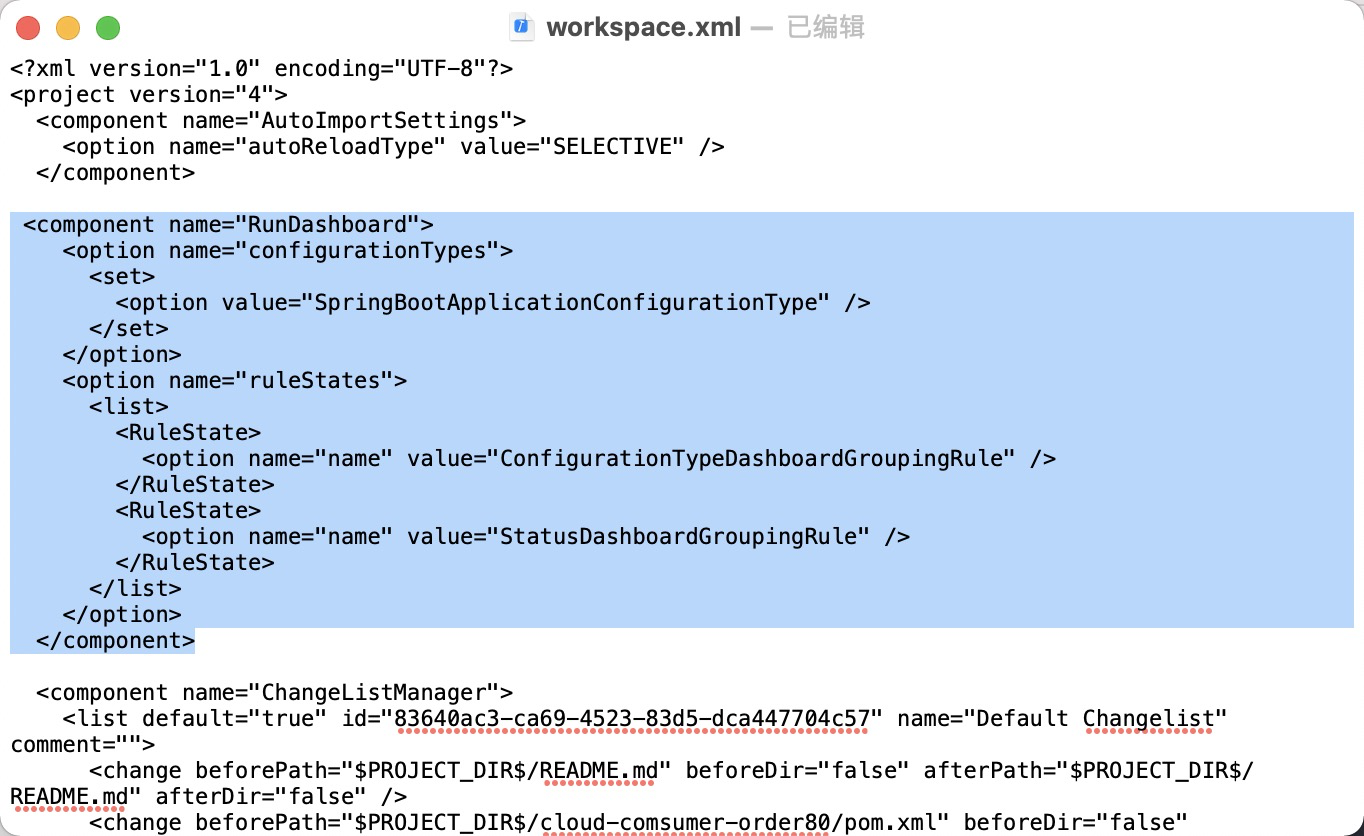 workspace.xml — 已编辑
<?xml version="1.0" encoding="UTF-8"?>
<project version="4">
  <component name="AutoImportSettings">
    <option name="autoReloadType" value="SELECTIVE" />
  </component>

 <component name="RunDashboard">
    <option name="configurationTypes">
      <set>
        <option value="SpringBootApplicationConfigurationType" />
      </set>
    </option>
    <option name="ruleStates">
      <list>
        <RuleState>
          <option name="name" value="ConfigurationTypeDashboardGroupingRule" />
        </RuleState>
        <RuleState>
          <option name="name" value="StatusDashboardGroupingRule" />
        </RuleState>
      </list>
    </option>
  </component>

  <component name="ChangeListManager">
    <list default="true" id="83640ac3-ca69-4523-83d5-dca447704c57" name="Default Changelist"
comment="">
      <change beforePath="$PROJECT_DIR$/README.md" beforeDir="false" afterPath="$PROJECT_DIR$/
README.md" afterDir="false" />
      <change beforePath="$PROJECT_DIR$/cloud-comsumer-order80/pom.xml" beforeDir="false"